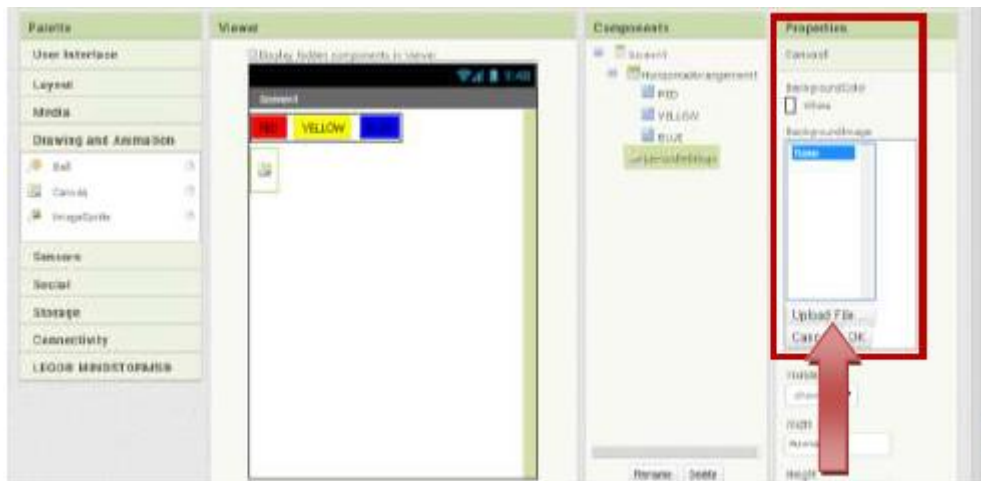 Palette
User Interface
Layout
Media
Drawing and Animation
Ball
Canvas
ImageSprite
Sensors
Social
Storage
Connectivity
LEGO® MINDSTORMS®
Viewer
Display hidden components in Viewer
Screen1
RED YELLOW BLUE
Components
Screen1
HorizontalArrangement1
RED
YELLOW
BLUE
Rename Delete
Properties
BackgroundColor
White
BackgroundImage
None
Upload File ...
OK
Width
Height